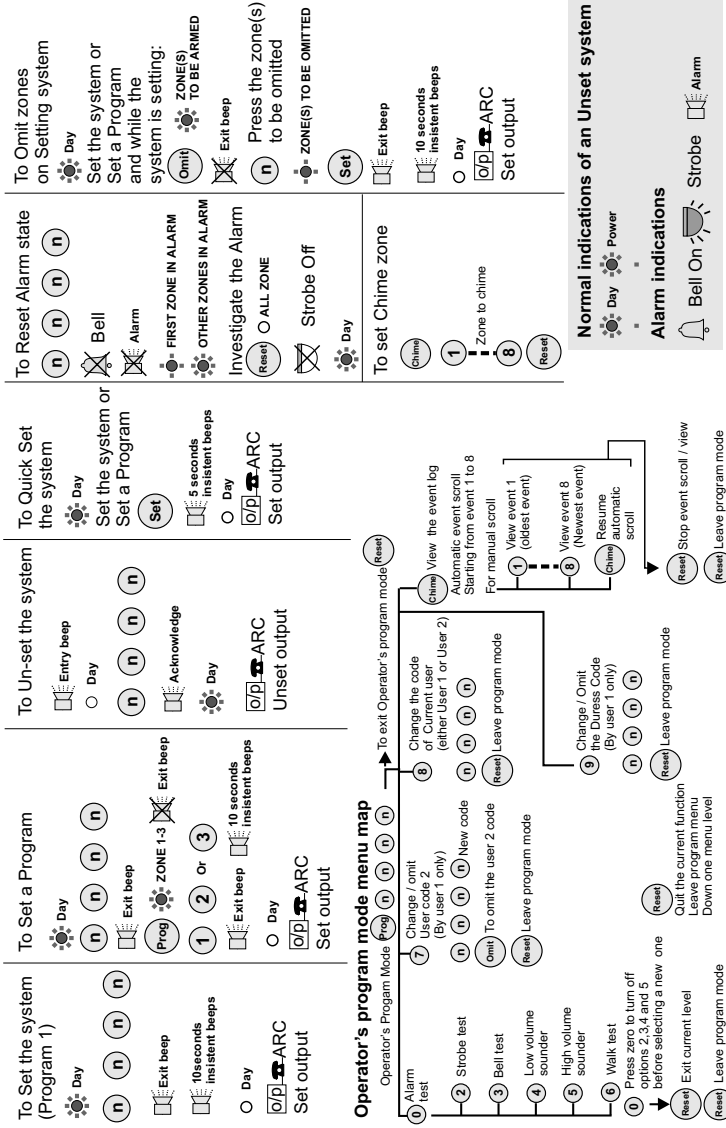 To Set the system
(Program 1)
Day
n n n n
Exit beep
10seconds
insistent beeps
Day
o/p ARC
Set output
To Set a Program
Day
n n n n
Exit beep
Prog ZONE 1-3 Exit beep
1 2 Or 3
Exit beep 10 seconds
insistent beeps
Day
o/p ARC
Set output
To Un-set the system
Entry beep
Day
n n n n
Acknowledge
Day
o/p ARC
Unset output
To Quick Set
the system
Day
Set the system or
Set a Program
Set
5 seconds
insistent beeps
Day
o/p ARC
Set output
To Reset Alarm state
n n n n
Bell
Alarm
FIRST ZONE IN ALARM
OTHER ZONES IN ALARM
Investigate the Alarm
Reset ALL ZONE
Strobe Off
Day
To set Chime zone
Chime
1
Zone to chime
8
Reset
To Omit zones
on Setting system
Day
Set the system or
Set a Program
and while the
system is setting:
Omit ZONE(S)
TO BE ARMED
Exit beep
n Press the zone(s)
to be omitted
ZONE(S) TO BE OMITTED
Set
Exit beep
10 seconds
insistent beeps
Day
o/p ARC
Set output
Operator's program mode menu map
Operator's Progam Mode Prog n n n n To exit Operator's program mode Reset
0 Alarm
test
2 Strobe test
3 Bell test
4 Low volume
sounder
5 High volume
sounder
6 Walk test
0 Press zero to turn off
options 2,3,4 and 5
before selecting a new one
Reset Exit current level
Reset Leave program mode
7 Change / omit
User code 2
(By user 1 only)
n n n n New code
Omit To omit the user 2 code
Reset Leave program mode
8 Change the code
of Current user
(either User 1 or User 2)
n n n n
Reset Leave program mode
9 Change / Omit
the Duress Code
(By user 1 only)
n n n n
Reset Leave program mode
Reset
Quit the current function
Leave program menu
Down one menu level
Chime View the event log
Automatic event scroll
Starting from event 1 to 8
For manual scroll
1 View event 1
(oldest event)
8 View event 8
(Newest event)
Chime Resume
automatic
scroll
Reset Stop event scroll / view
Reset Leave program mode
Normal indications of an Unset system
Day Power
Alarm indications
Bell On Strobe Alarm